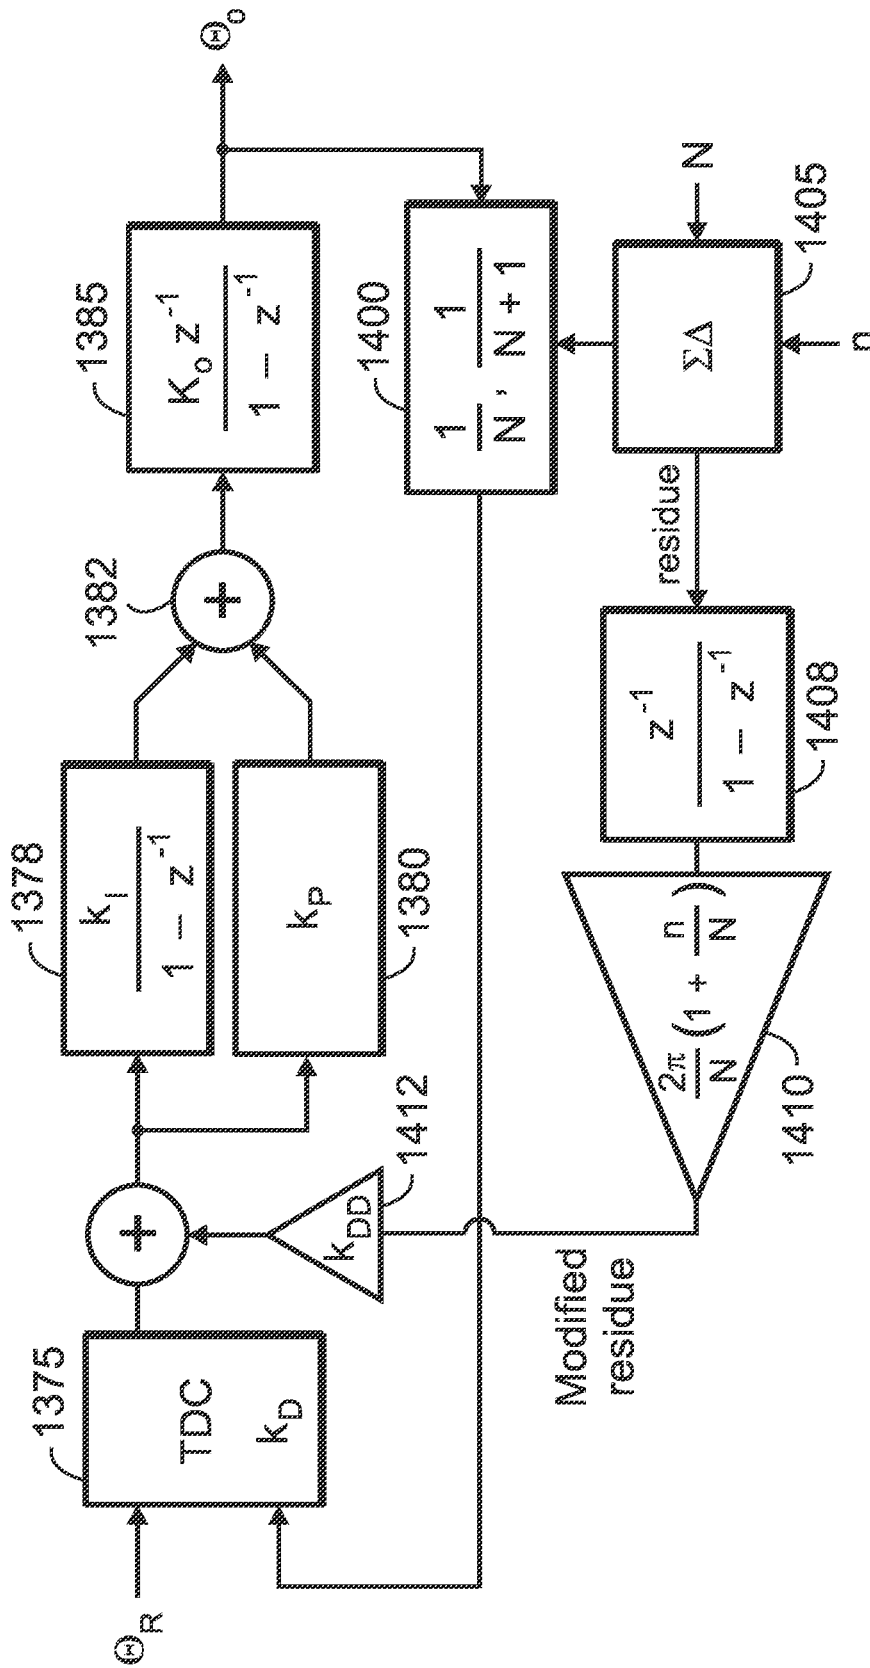 Θ_R
1375
TDC
k_D
+
1412
k_DD
1378
k_I / (1 − z^-1)
1380
k_P
1382
+
1385
K_o z^-1 / (1 − z^-1)
Θ_o
1400
1/N , 1/(N + 1)
N
1405
ΣΔ
n
residue
z^-1 / (1 − z^-1)
1408
2π/N (1 + n/N)
1410
Modified
residue